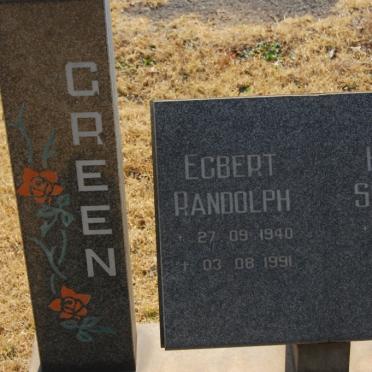 GREEN
EGBERT
RANDOLPH
* 27 09 1940
† 03 08 1991